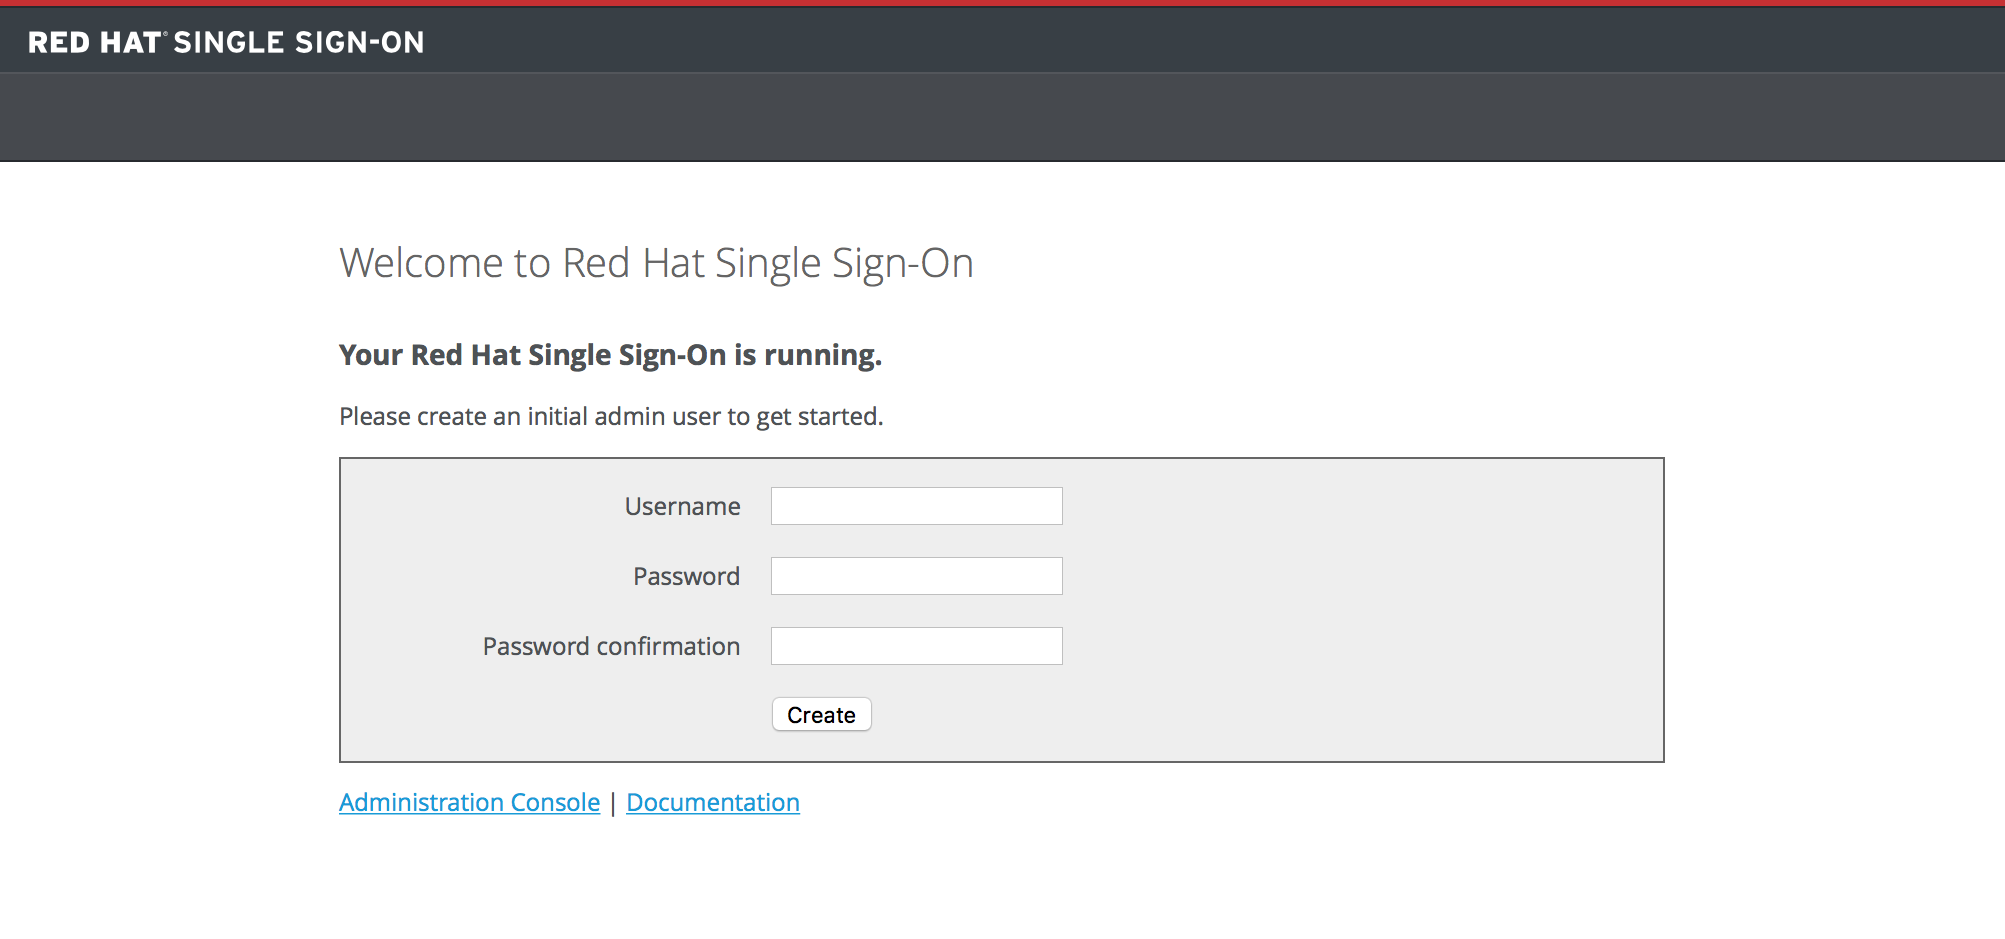 RED HAT® SINGLE SIGN-ON
Welcome to Red Hat Single Sign-On
Your Red Hat Single Sign-On is running.
Please create an initial admin user to get started.
Username
Password
Password confirmation
Create
Administration Console | Documentation